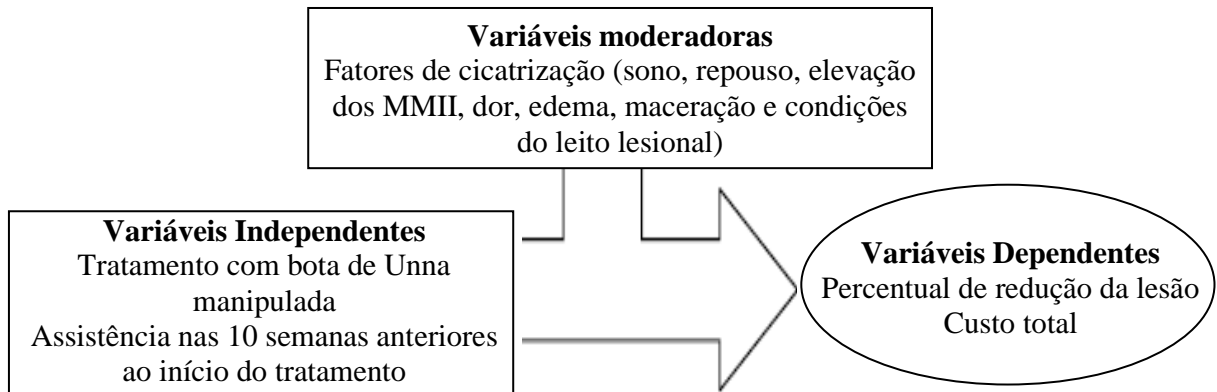 Variáveis moderadoras
Fatores de cicatrização (sono, repouso, elevação
dos MMII, dor, edema, maceração e condições
do leito lesional)
Variáveis Independentes
Tratamento com bota de Unna
manipulada
Assistência nas 10 semanas anteriores
ao início do tratamento
Variáveis Dependentes
Percentual de redução da lesão
Custo total